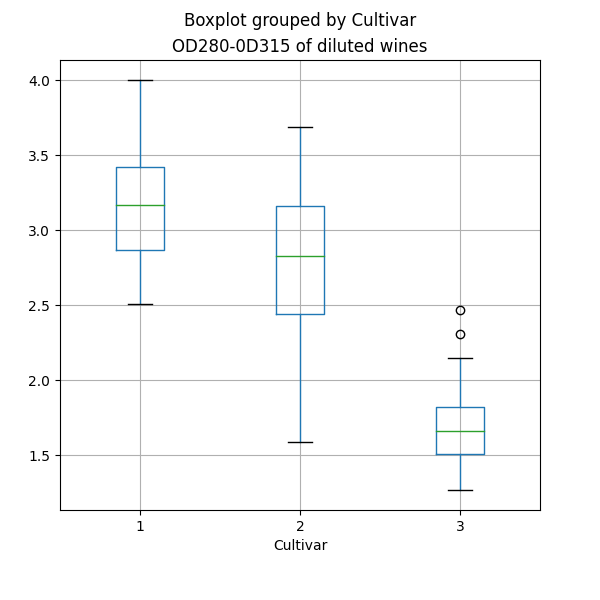 Boxplot grouped by Cultivar
OD280-0D315 of diluted wines
4.0
3.5
3.0
2.5
2.0
1.5
1 2 3
Cultivar